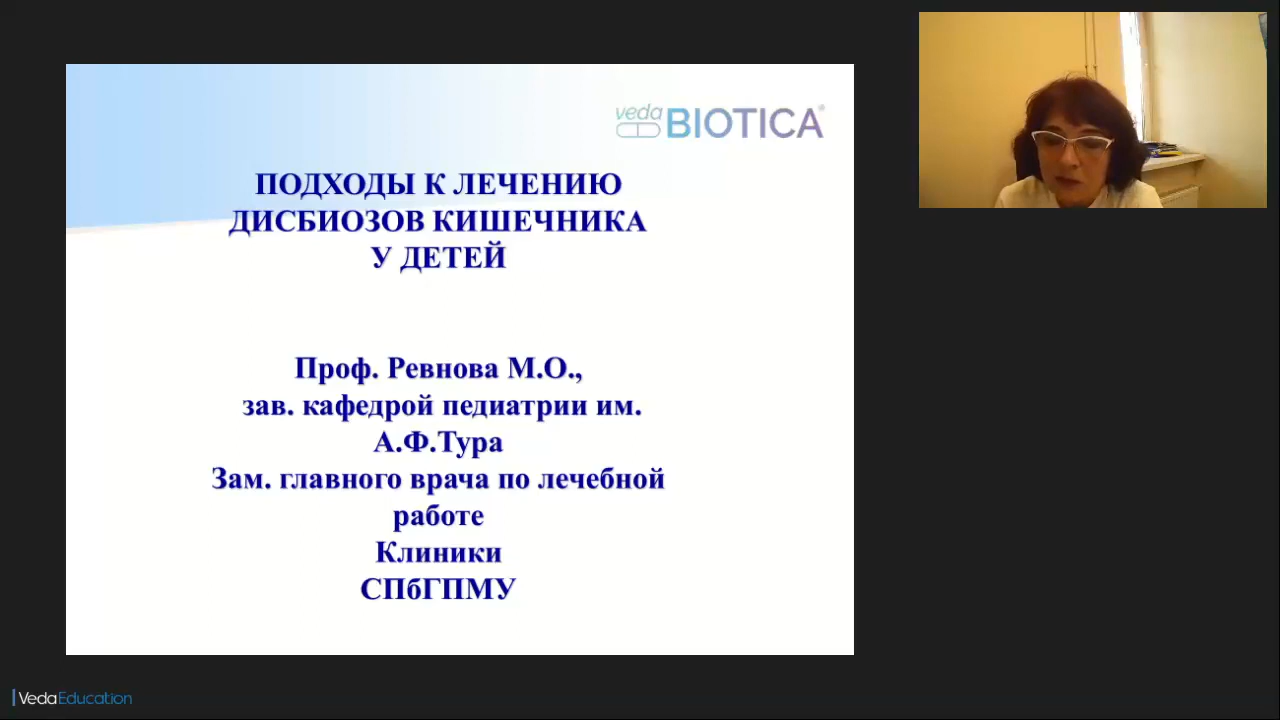 veda
BIOTICA®
ПОДХОДЫ К ЛЕЧЕНИЮ
ДИСБИОЗОВ КИШЕЧНИКА
У ДЕТЕЙ
Проф. Ревнова М.О.,
зав. кафедрой педиатрии им.
А.Ф.Тура
Зам. главного врача по лечебной
работе
Клиники
СПбГПМУ
VedaEducation